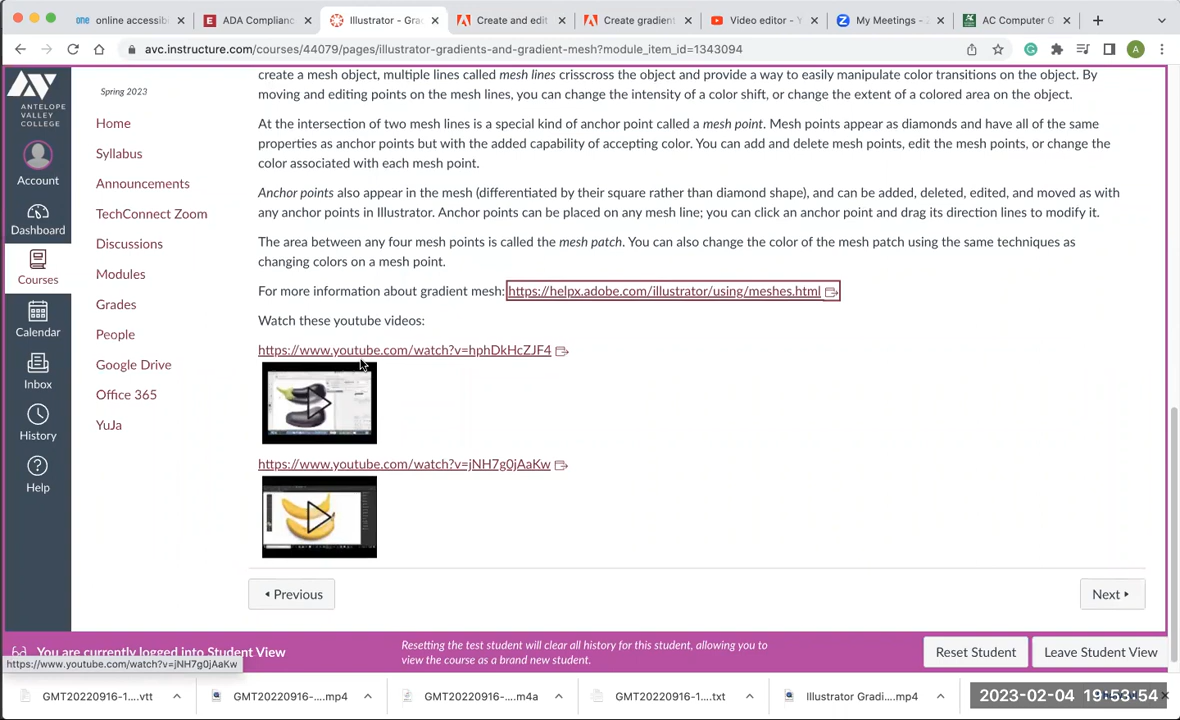 online accessib
ADA Complianc
Illustrator - Gra
Create and edit
Create gradient
Video editor - Y
My Meetings - Z
AC Computer G
avc.instructure.com/courses/44079/pages/illustrator-gradients-and-gradient-mesh?module_item_id=1343094
ANTELOPE
VALLEY
COLLEGE
Account
Dashboard
Courses
Calendar
Inbox
History
Help
Spring 2023
Home
Syllabus
Announcements
TechConnect Zoom
Discussions
Modules
Grades
People
Google Drive
Office 365
YuJa
create a mesh object, multiple lines called mesh lines crisscross the object and provide a way to easily manipulate color transitions on the object. By
moving and editing points on the mesh lines, you can change the intensity of a color shift, or change the extent of a colored area on the object.
At the intersection of two mesh lines is a special kind of anchor point called a mesh point. Mesh points appear as diamonds and have all of the same
properties as anchor points but with the added capability of accepting color. You can add and delete mesh points, edit the mesh points, or change the
color associated with each mesh point.
Anchor points also appear in the mesh (differentiated by their square rather than diamond shape), and can be added, deleted, edited, and moved as with
any anchor points in Illustrator. Anchor points can be placed on any mesh line; you can click an anchor point and drag its direction lines to modify it.
The area between any four mesh points is called the mesh patch. You can also change the color of the mesh patch using the same techniques as
changing colors on a mesh point.
For more information about gradient mesh: https://helpx.adobe.com/illustrator/using/meshes.html
Watch these youtube videos:
https://www.youtube.com/watch?v=hphDkHcZJF4
https://www.youtube.com/watch?v=jNH7g0jAaKw
Previous
Next
You are currently logged into Student View
Resetting the test student will clear all history for this student, allowing you to
view the course as a brand new student.
Reset Student
Leave Student View
https://www.youtube.com/watch?v=jNH7g0jAaKw
GMT20220916-1....vtt
GMT20220916-....mp4
GMT20220916-....m4a
GMT20220916-1....txt
Illustrator Gradi....mp4
2023-02-04 19:53:54